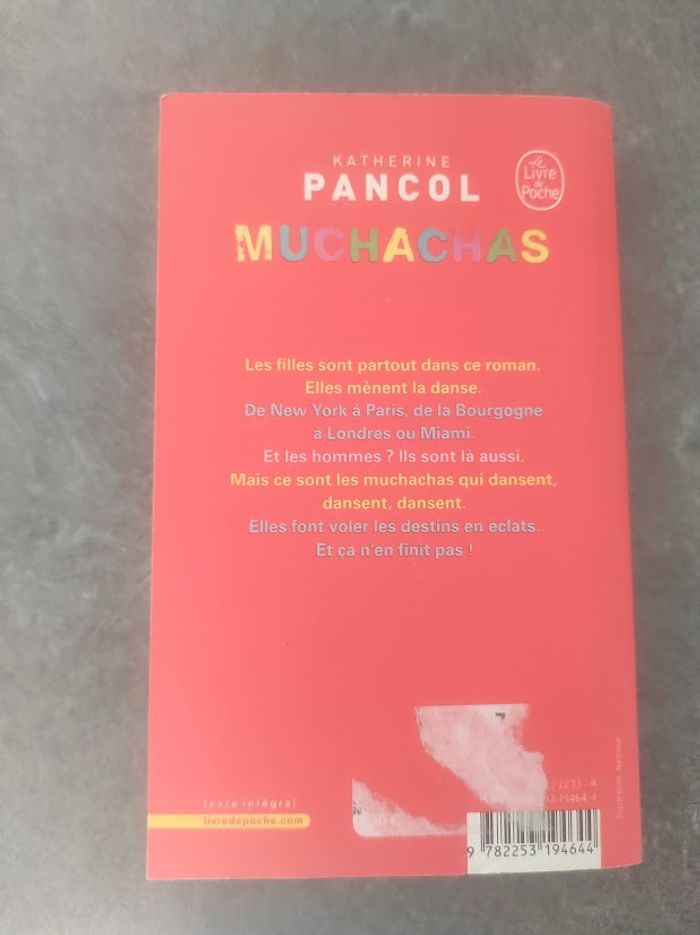 KATHERINE
PANCOL
Le
Livre
de
Poche
MUCHACHAS
Les filles sont partout dans ce roman.
Elles mènent la danse.
De New York à Paris, de la Bourgogne
à Londres ou Miami.
Et les hommes ? Ils sont là aussi.
Mais ce sont les muchachas qui dansent,
dansent, dansent.
Elles font voler les destins en éclats.
Et ça n'en finit pas !
texte intégral
livredepoche.com
19464-4
9 782253 194644